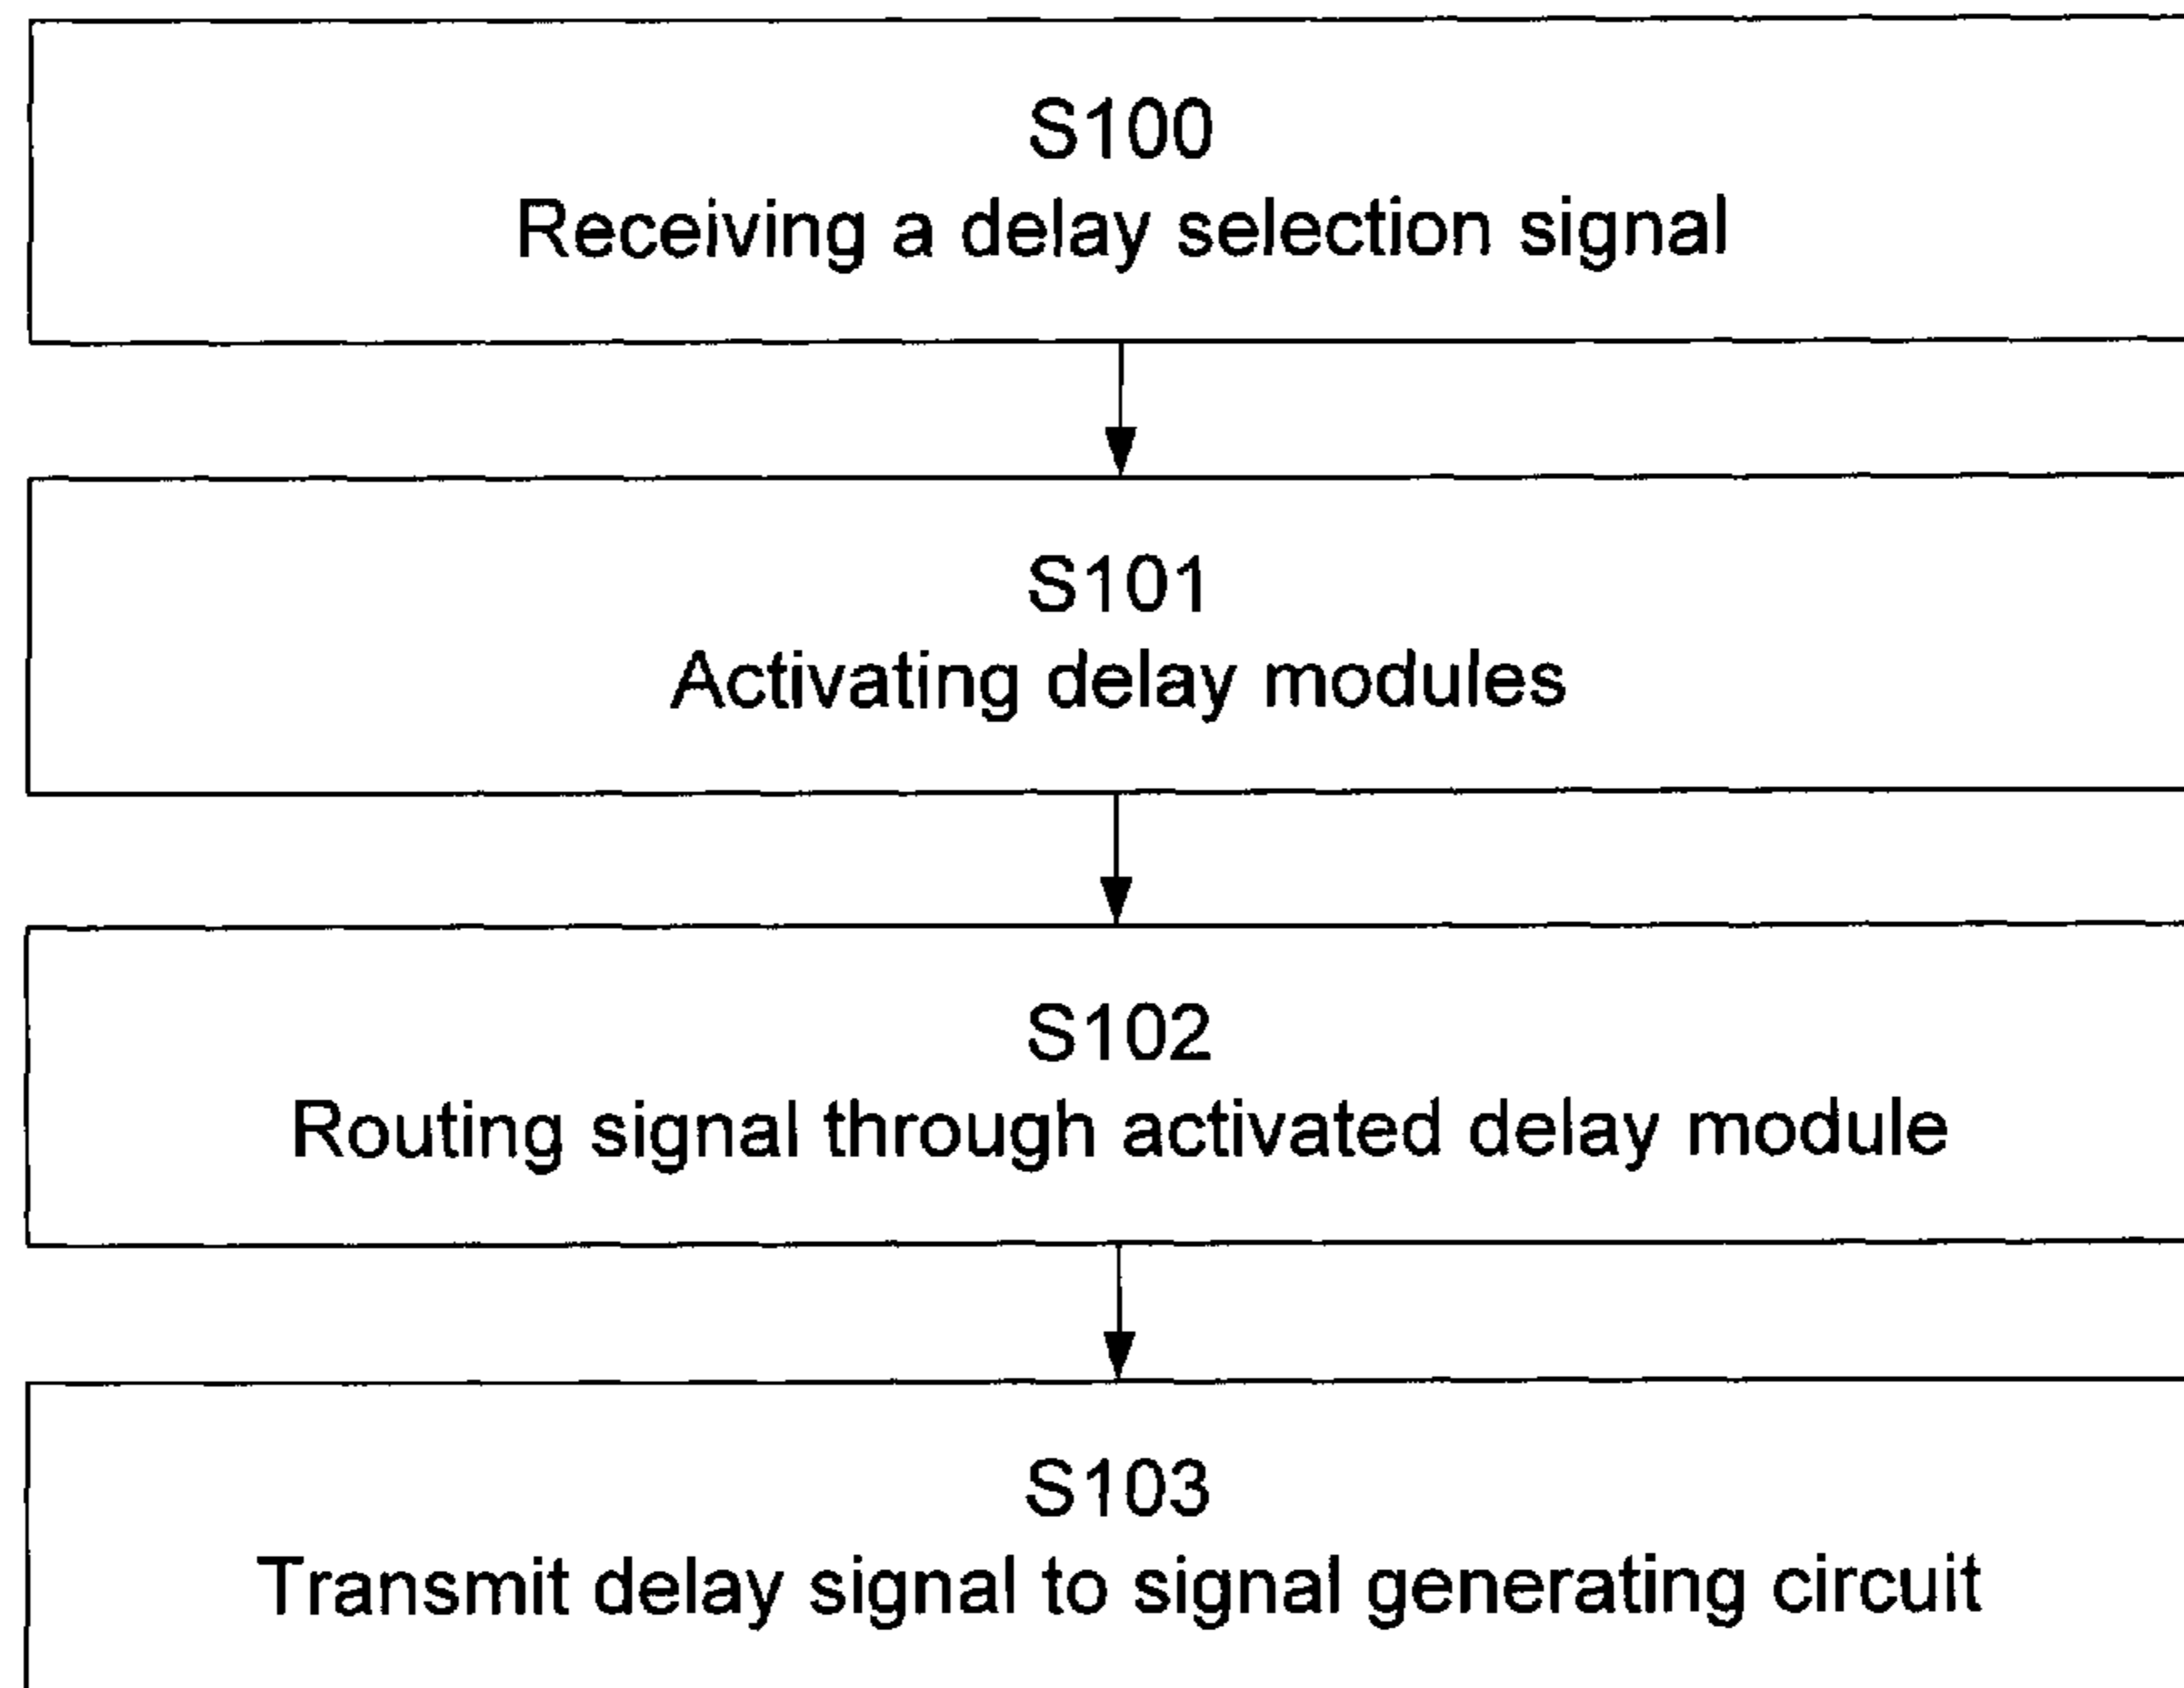 S100
Receiving a delay selection signal
S101
Activating delay modules
S102
Routing signal through activated delay module
S103
Transmit delay signal to signal generating circuit